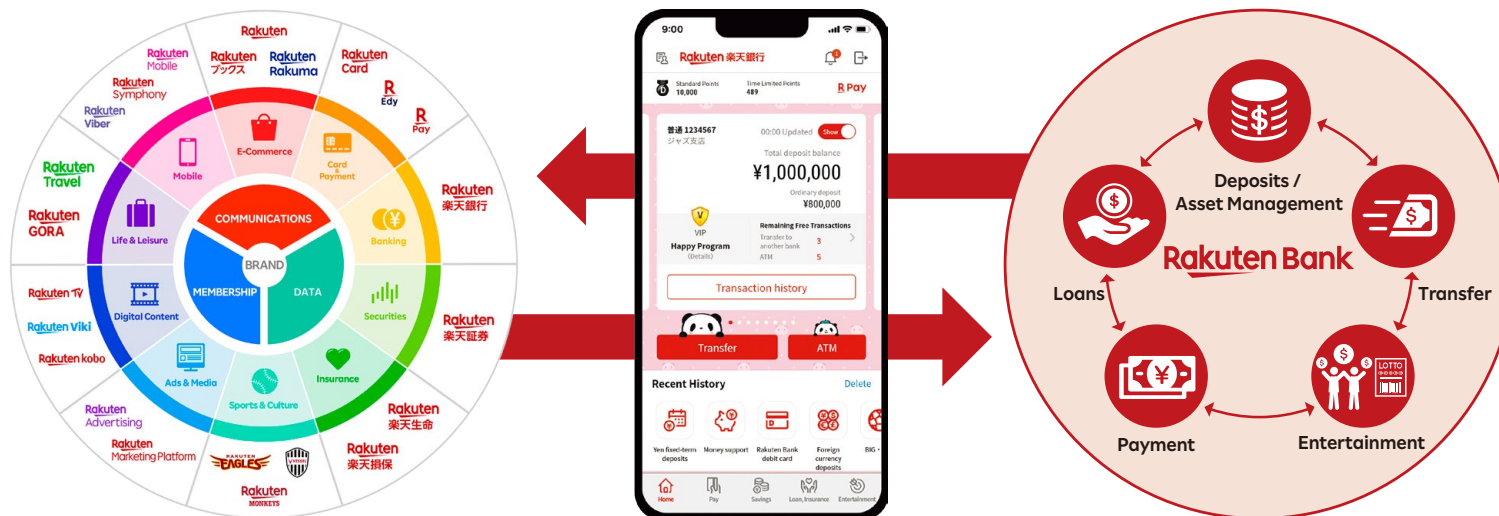 Rakuten
Rakuten
ブックス
Rakuten
Rakuma
Rakuten
Card
R
Edy
R
Pay
Rakuten
Mobile
Rakuten
Symphony
Rakuten
Viber
Rakuten
Travel
Rakuten
GORA
Rakuten
楽天銀行
Rakuten
楽天証券
Rakuten TV
Rakuten Viki
Rakuten kobo
Rakuten
Advertising
Rakuten
Marketing Platform
RAKUTEN
EAGLES
VISSEL
Rakuten
MONKEYS
Rakuten
楽天生命
Rakuten
楽天損保
E-Commerce
Card
&
Payment
Mobile
Banking
Life & Leisure
Securities
Digital Content
Ads & Media
Sports & Culture
Insurance
COMMUNICATIONS
BRAND
MEMBERSHIP
DATA
9:00
Rakuten 楽天銀行
1
D
Standard Points
10,000
Time Limited Points
489
R Pay
普通 1234567
ジャズ支店
00:00 Updated
Show
Total deposit balance
¥1,000,000
Ordinary deposit
¥800,000
V
VIP
Happy Program
(Details)
Remaining Free Transactions
Transfer to
another bank
3
ATM
5
Transaction history
Transfer
ATM
Recent History
Delete
Yen fixed-term
deposits
Money support
Rakuten Bank
debit card
Foreign
currency
deposits
BIG・
Home
Pay
Savings
Loan, Insurance
Entertainment
Deposits /
Asset Management
Rakuten Bank
Loans
Transfer
LOTTO
Payment
Entertainment